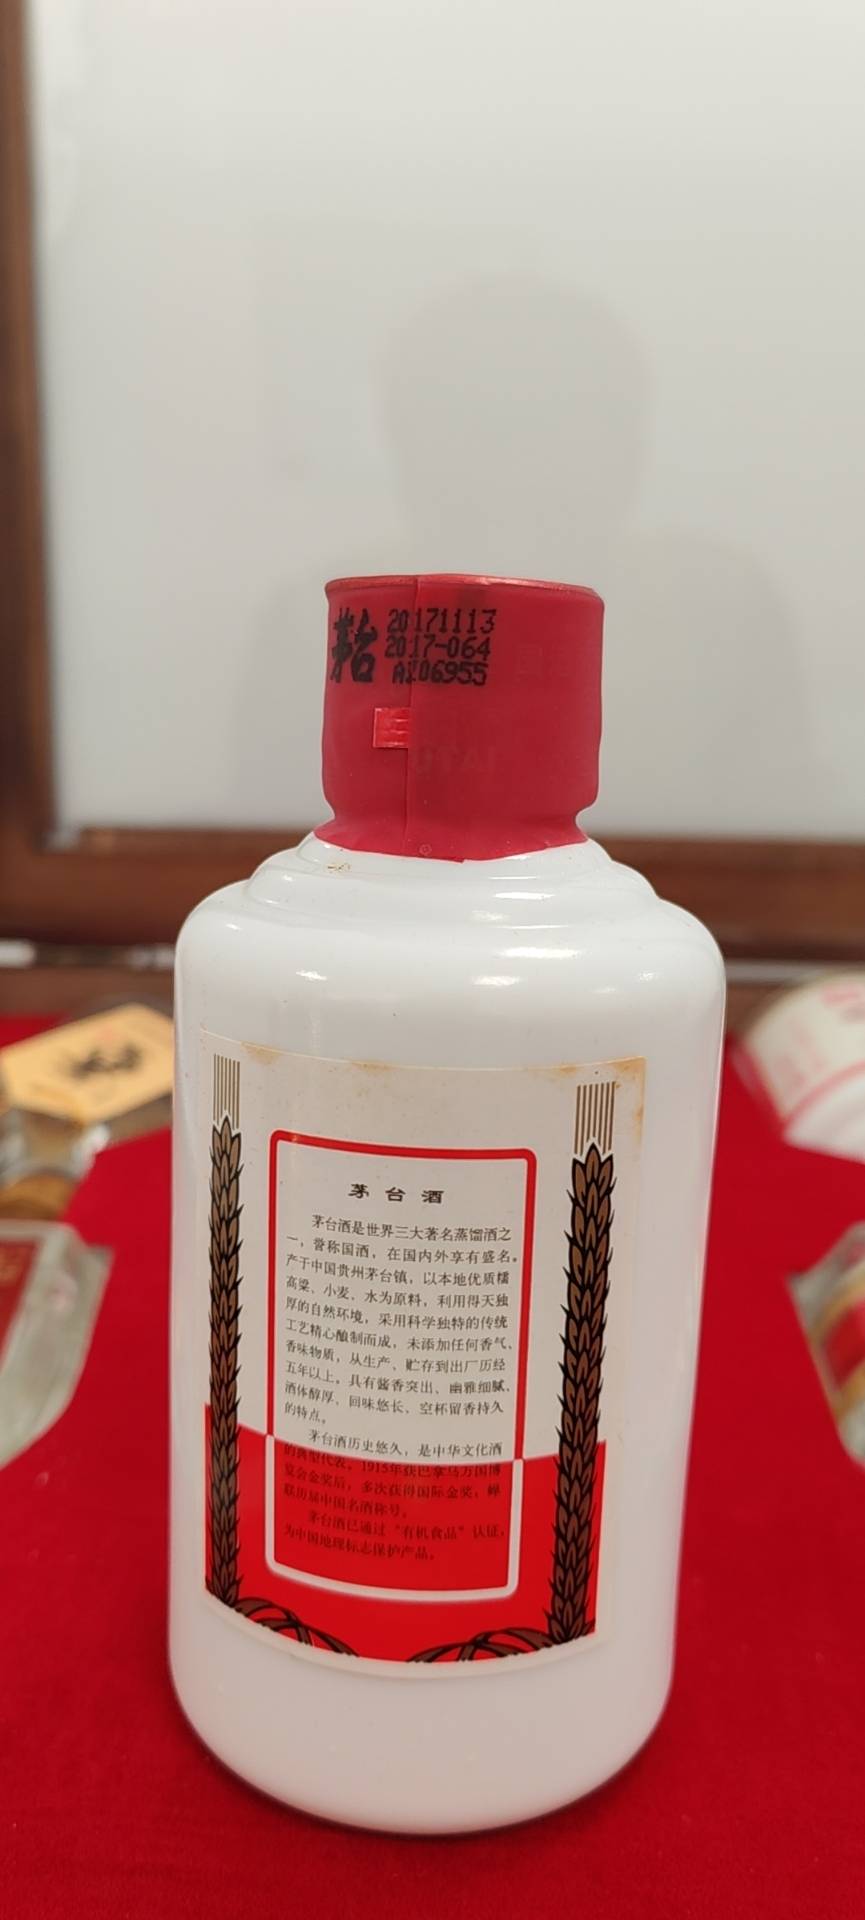 茅台
20171113
2017-064
AZ06955
茅台酒
茅台酒是世界三大著名蒸馏酒之
一，誉称国酒，在国内外享有盛名。
产于中国贵州茅台镇，以本地优质糯
高粱、小麦、水为原料，利用得天独
厚的自然环境，采用科学独特的传统
工艺精心酿制而成，未添加任何香气、
香味物质，从生产、贮存到出厂历经
五年以上。具有酱香突出、幽雅细腻、
酒体醇厚、回味悠长、空杯留香持久
的特点。
茅台酒历史悠久，是中华文化酒
的典型代表。1915年获巴拿马万国博
览会金奖后，多次获得国际金奖，蝉
联历届中国名酒称号。
茅台酒已通过“有机食品”认证，
为中国地理标志保护产品。